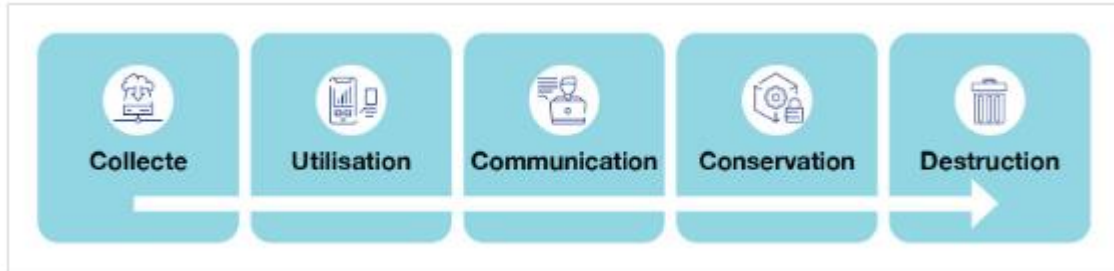 Collecte
Utilisation
Communication
Conservation
Destruction